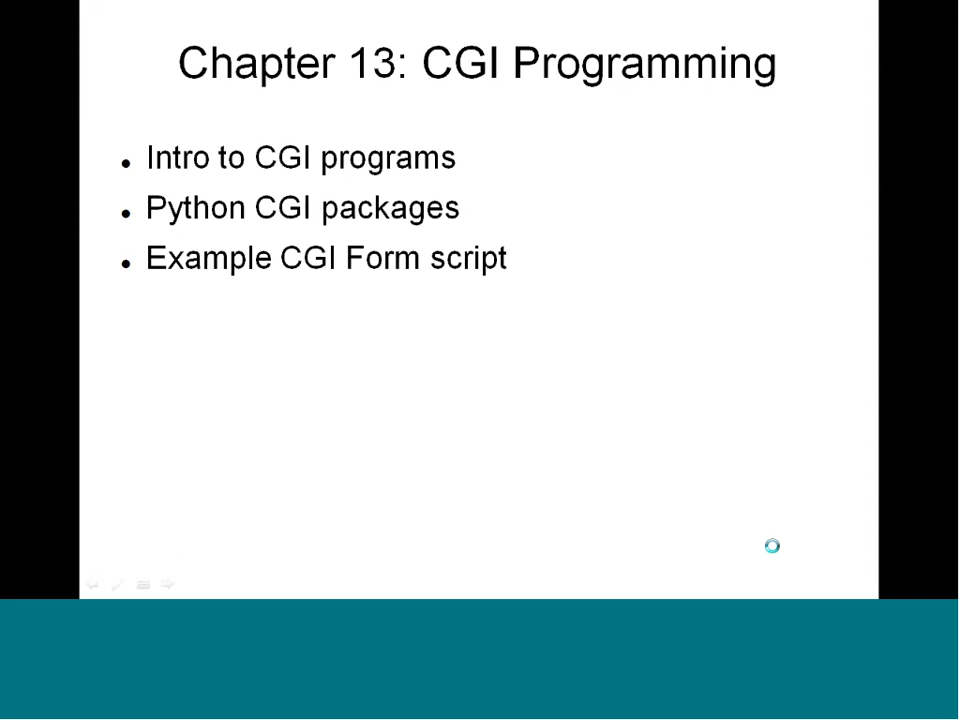 Chapter 13: CGI Programming
Intro to CGI programs
Python CGI packages
Example CGI Form script